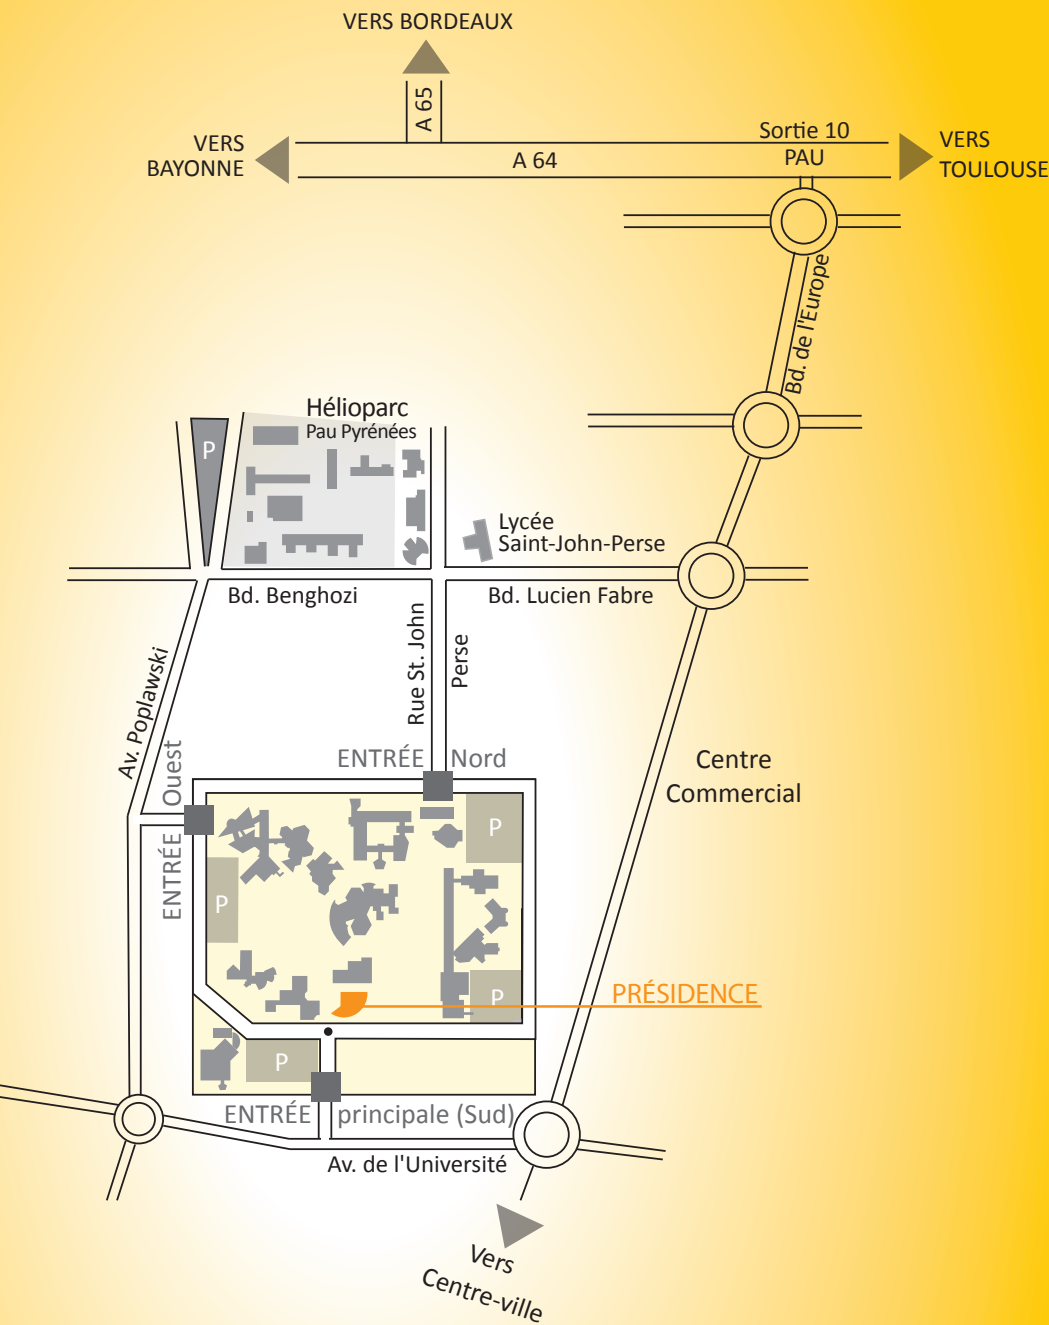 VERS BORDEAUX
A 65
VERS
BAYONNE
A 64
Sortie 10
PAU
VERS
TOULOUSE
Bd. de l'Europe
Hélioparc
Pau Pyrénées
P
Lycée
Saint-John-Perse
Bd. Benghozi
Bd. Lucien Fabre
Rue St. John
Perse
Av. Poplawski
ENTRÉE Nord
ENTRÉE Ouest
Centre
Commercial
P
P
P
PRÉSIDENCE
P
ENTRÉE principale (Sud)
Av. de l'Université
Vers
Centre-ville